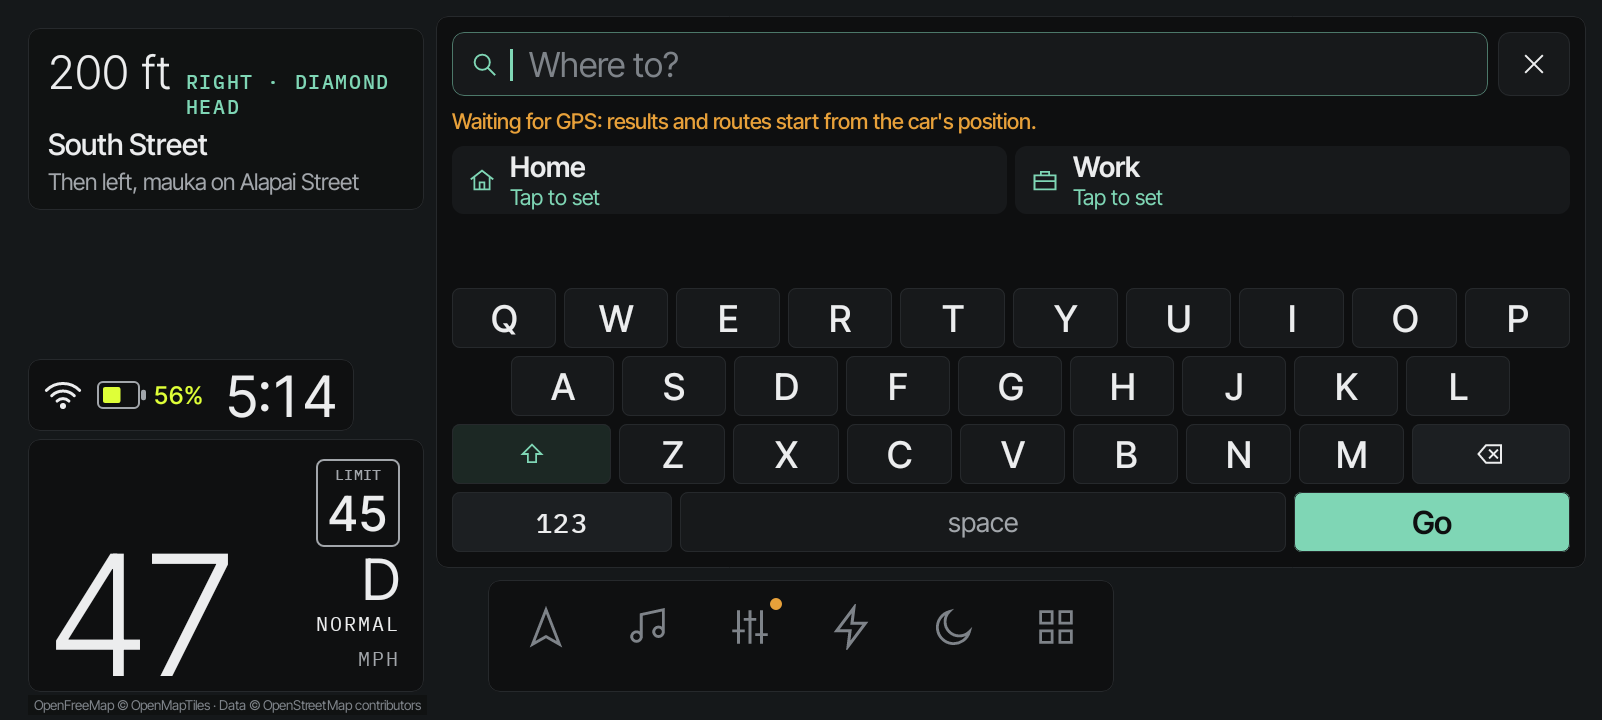 200 ft RIGHT · DIAMOND
HEAD
South Street
Then left, mauka on Alapai Street
56% 5:14
LIMIT
45
47
D
NORMAL
MPH
OpenFreeMap © OpenMapTiles · Data © OpenStreetMap contributors
Where to?
Waiting for GPS: results and routes start from the car's position.
Home
Tap to set
Work
Tap to set
Q W E R T Y U I O P
A S D F G H J K L
Z X C V B N M
123 space Go